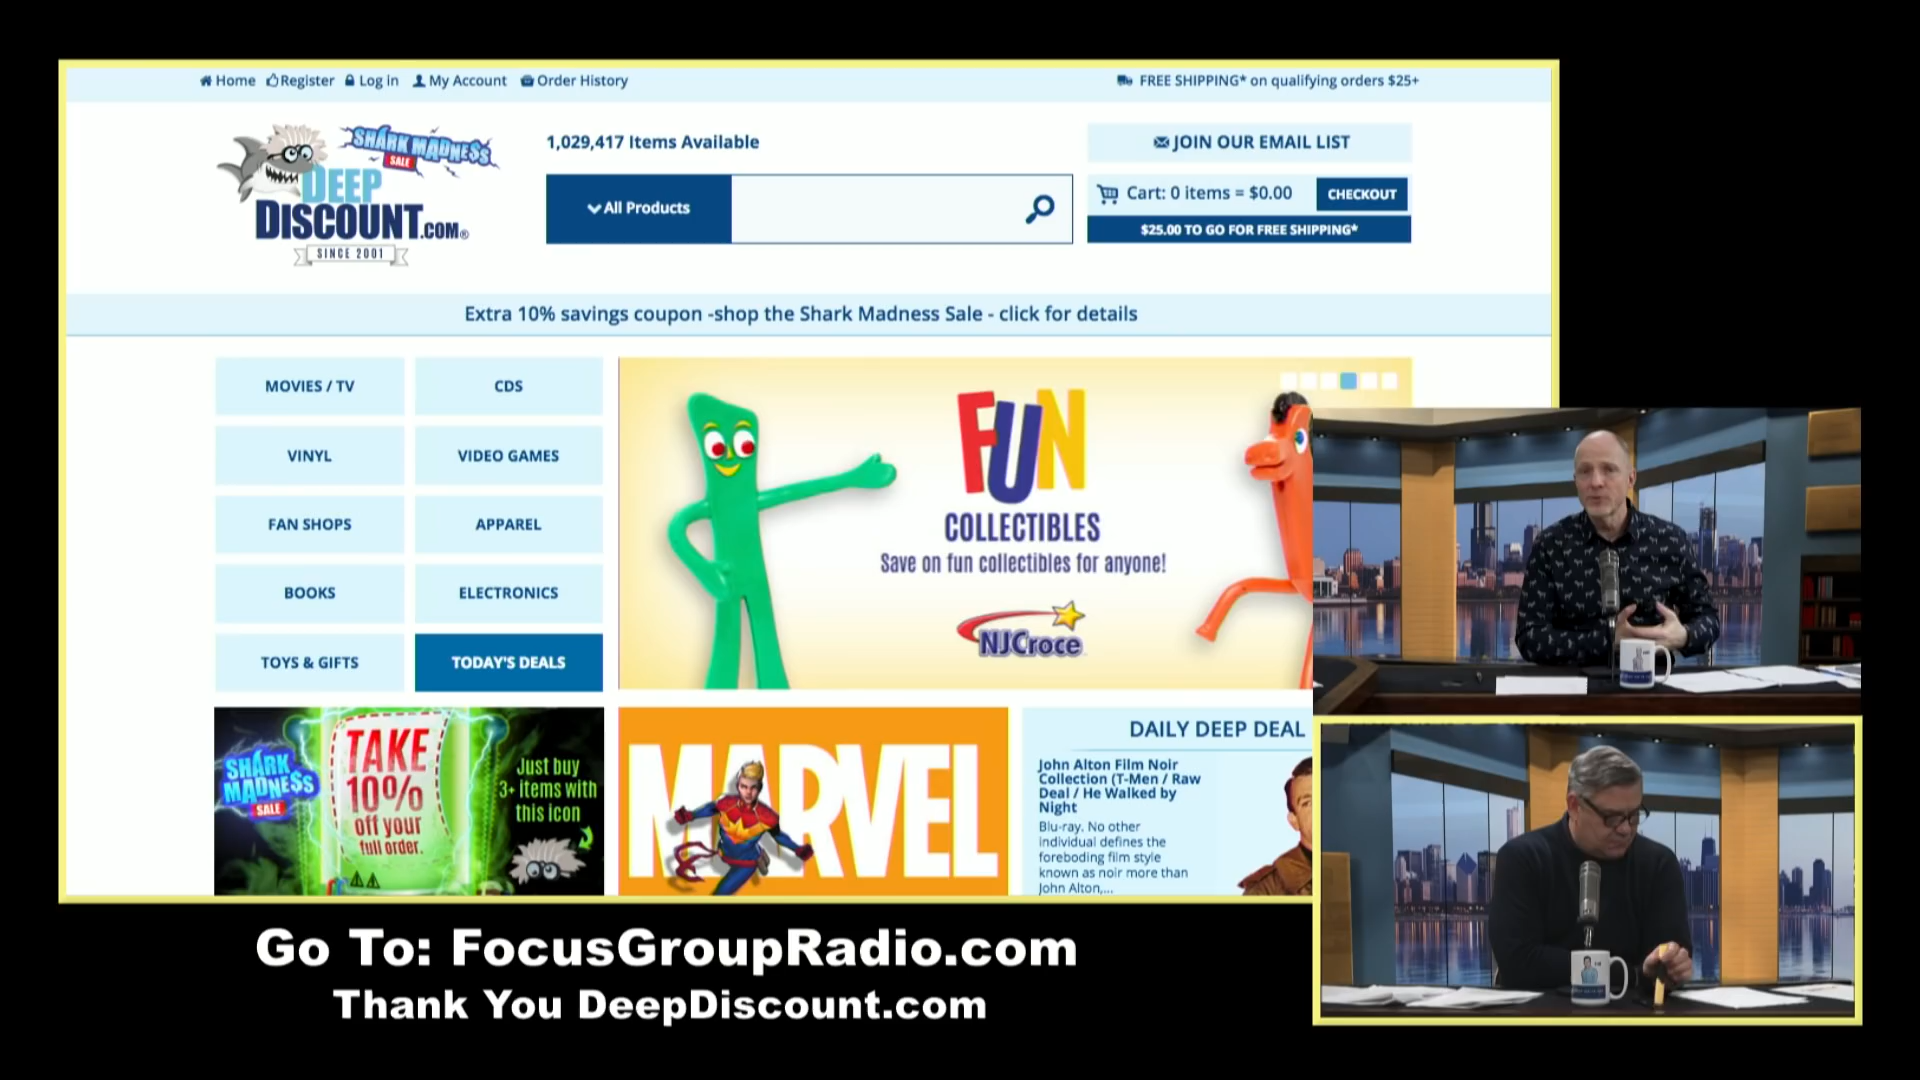 Home Register Log in My Account Order History
FREE SHIPPING* on qualifying orders $25+
SHARK MADNE$S
SALE
DEEP
DISCOUNT.COM®
SINCE 2001
1,029,417 Items Available
All Products
JOIN OUR EMAIL LIST
Cart: 0 items = $0.00
CHECKOUT
$25.00 TO GO FOR FREE SHIPPING*
Extra 10% savings coupon -shop the Shark Madness Sale - click for details
MOVIES / TV
CDS
VINYL
VIDEO GAMES
FAN SHOPS
APPAREL
BOOKS
ELECTRONICS
TOYS & GIFTS
TODAY'S DEALS
FUN
COLLECTIBLES
Save on fun collectibles for anyone!
NJCroce
SHARK
MADNE$S
SALE
TAKE
10%
off your
full order.
Just buy
3+ items with
this icon
MARVEL
DAILY DEEP DEAL
John Alton Film Noir
Collection (T-Men / Raw
Deal / He Walked by
Night
Blu-ray. No other
individual defines the
foreboding film style
known as noir more than
John Alton,...
Go To: FocusGroupRadio.com
Thank You DeepDiscount.com